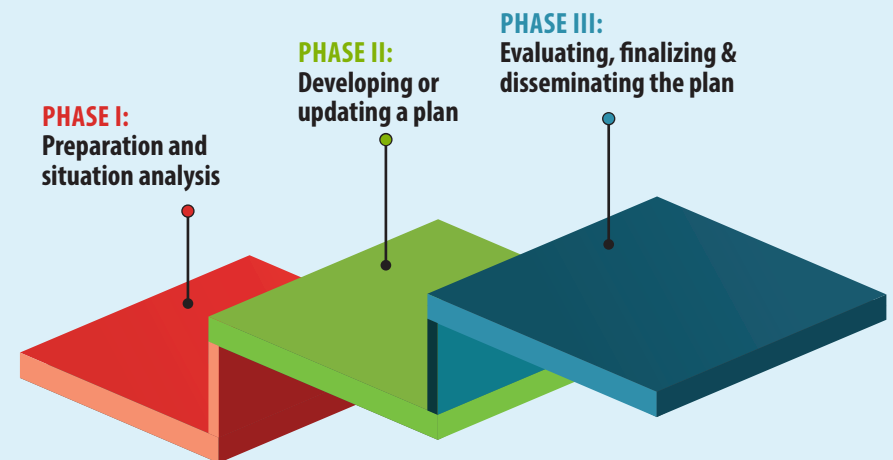 PHASE I:
Preparation and
situation analysis
PHASE II:
Developing or
updating a plan
PHASE III:
Evaluating, finalizing &
disseminating the plan